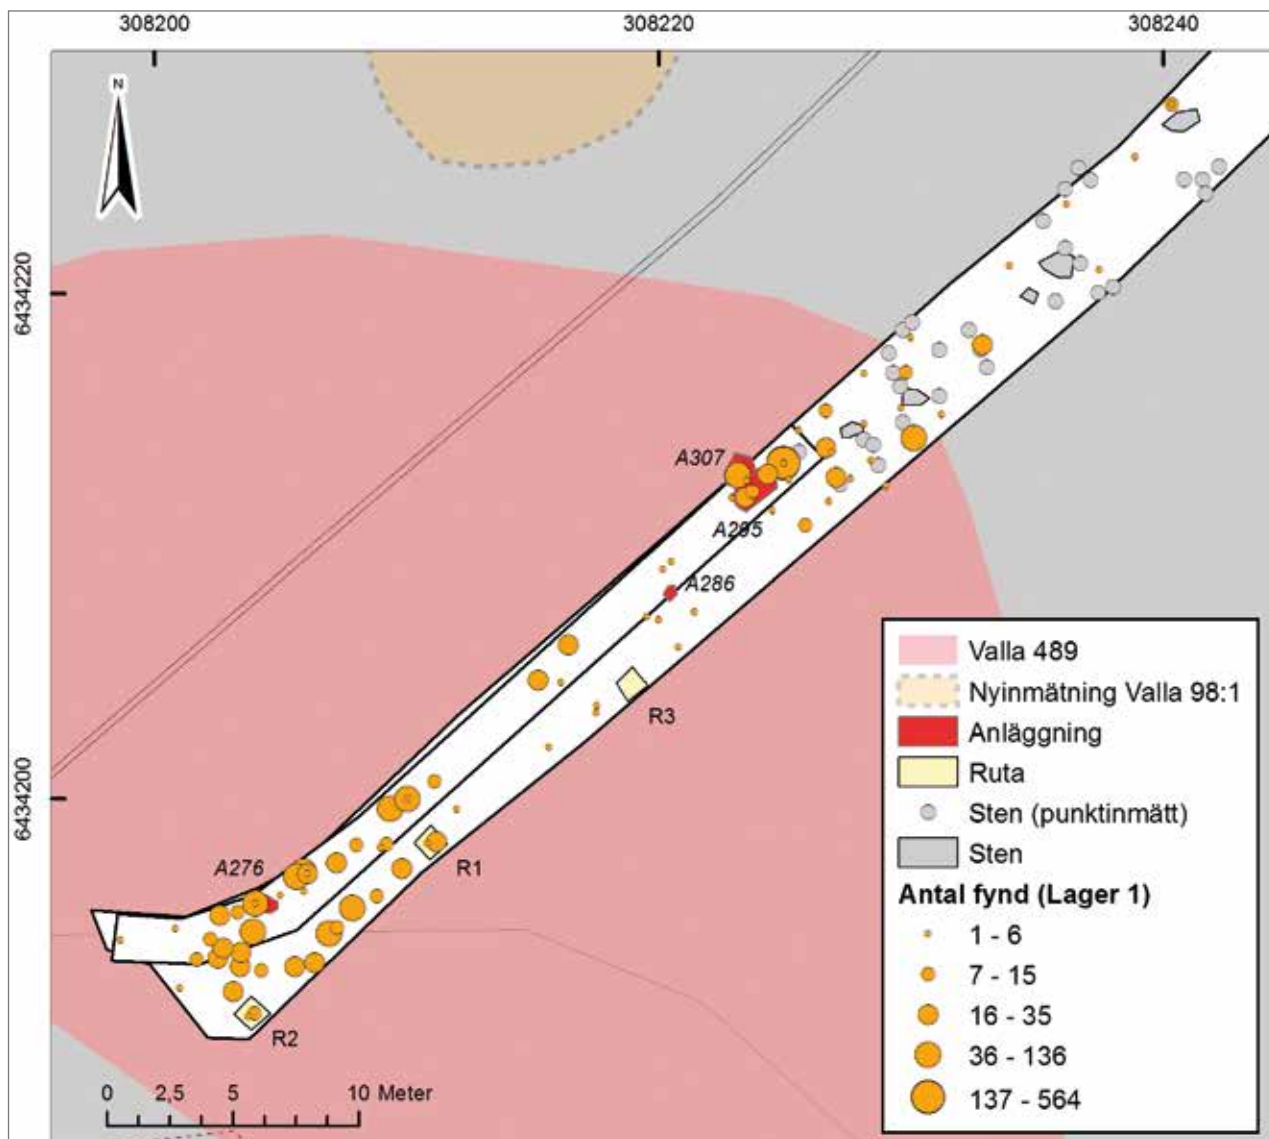 308200 308220 308240
N
6434220
A307
A295
A286
R3
6434200
A276
R1
R2
0 2,5 5 10 Meter
Valla 489
Nyinmätning Valla 98:1
Anläggning
Ruta
Sten (punktinmätt)
Sten
Antal fynd (Lager 1)
1 - 6
7 - 15
16 - 35
36 - 136
137 - 564